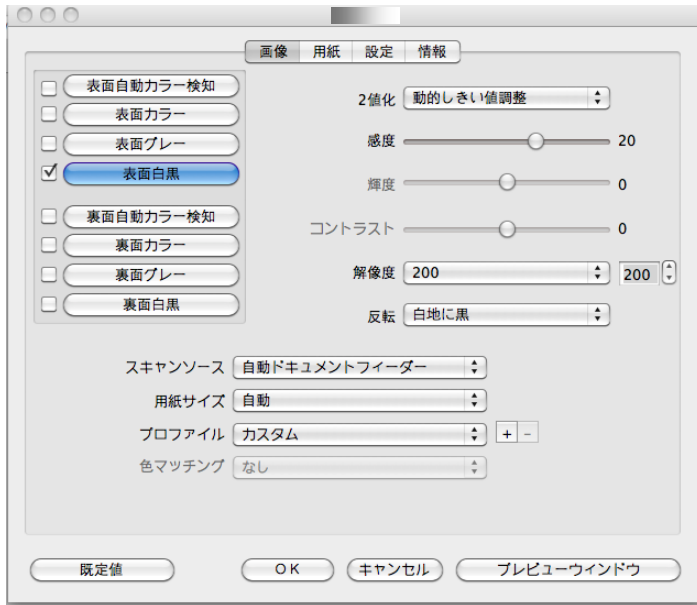 画像 用紙 設定 情報
表面自動カラー検知
表面カラー
表面グレー
表面白黒
裏面自動カラー検知
裏面カラー
裏面グレー
裏面白黒
2値化 動的しきい値調整
感度 20
輝度 0
コントラスト 0
解像度 200 200
反転 白地に黒
スキャンソース 自動ドキュメントフィーダー
用紙サイズ 自動
プロファイル カスタム + -
色マッチング なし
既定値 OK キャンセル プレビューウィンドウ